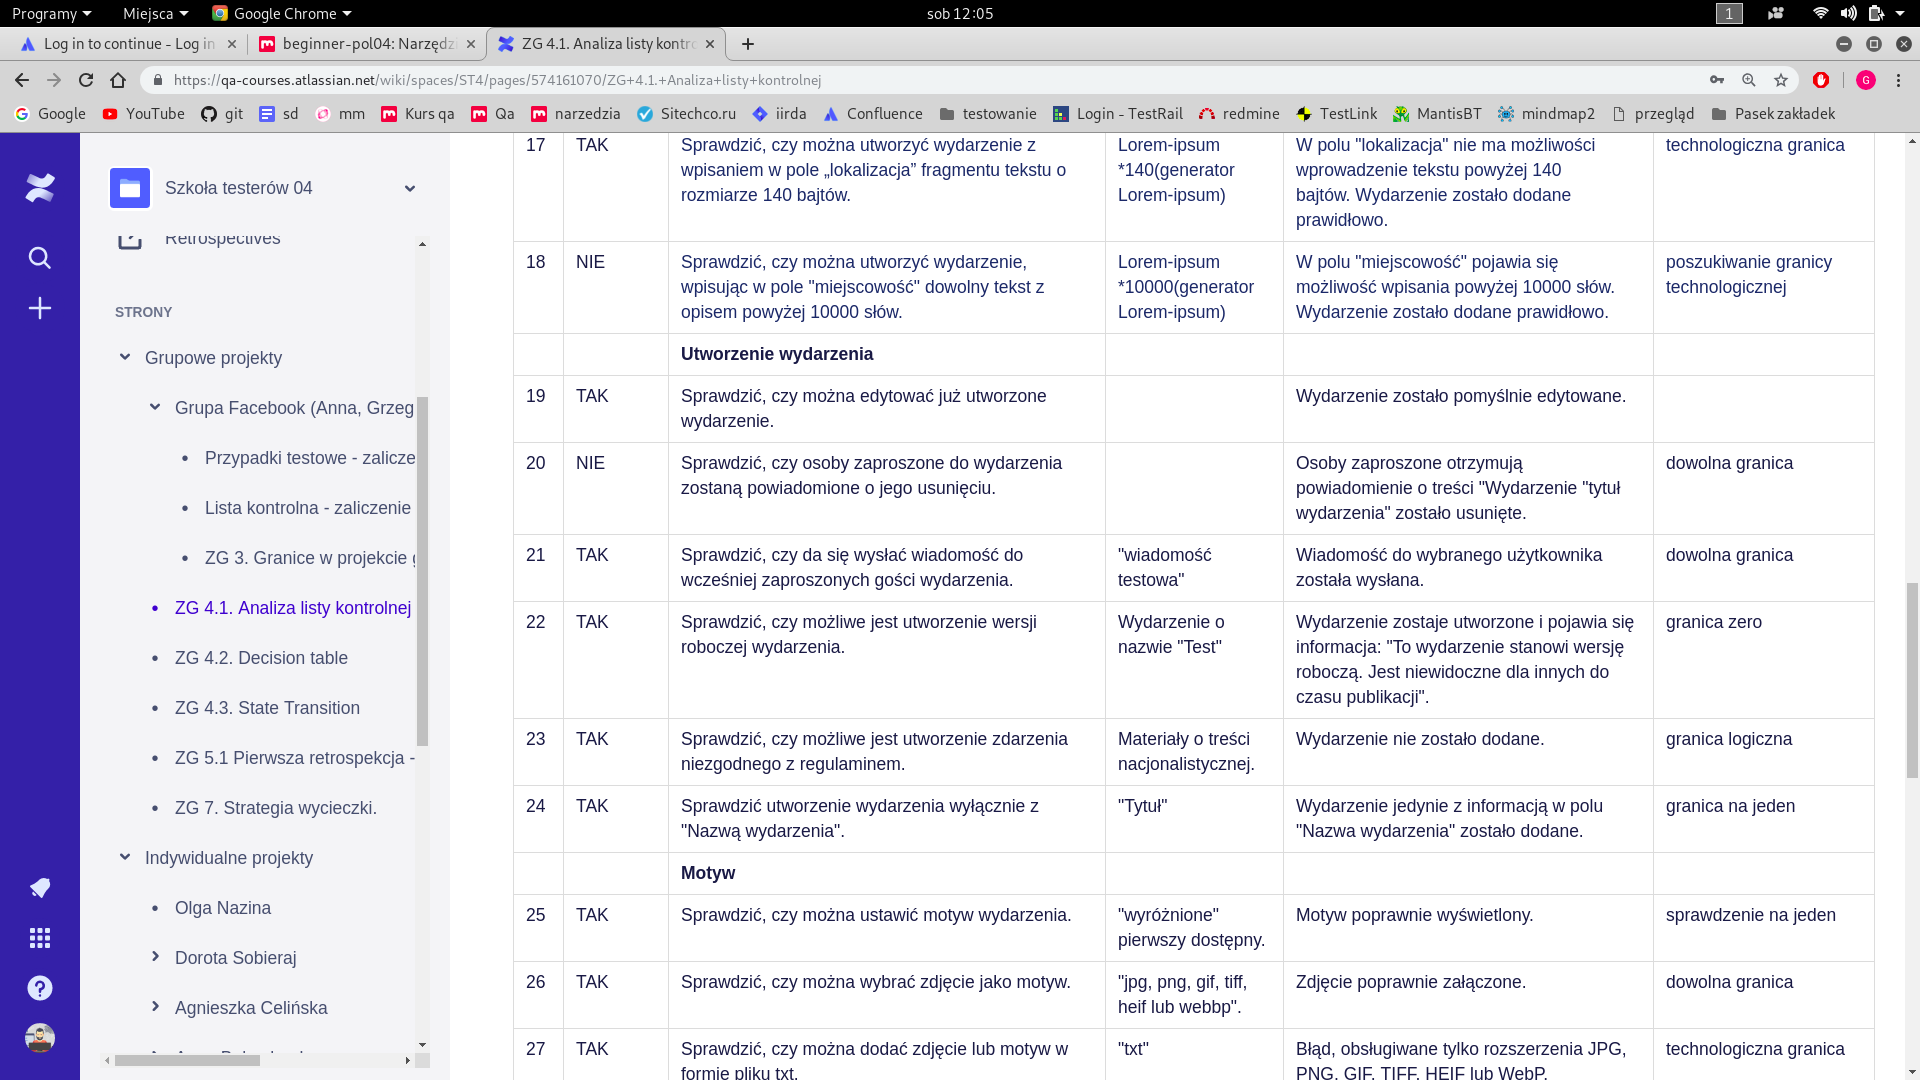 Programy Miejsca Google Chrome sob 12:05 1
Log in to continue - Log in
beginner-pol04: Narzędzi
ZG 4.1. Analiza listy kontro
https://qa-courses.atlassian.net/wiki/spaces/ST4/pages/574161070/ZG+4.1.+Analiza+listy+kontrolnej
G
Google YouTube git sd mm Kurs qa Qa narzedzia Sitechco.ru iirda Confluence testowanie Login - TestRail redmine TestLink MantisBT mindmap2 przegląd Pasek zakładek
Szkoła testerów 04
Retrospectives
STRONY
Grupowe projekty
Grupa Facebook (Anna, Grzeg
Przypadki testowe - zalicze
Lista kontrolna - zaliczenie
ZG 3. Granice w projekcie g
ZG 4.1. Analiza listy kontrolnej
ZG 4.2. Decision table
ZG 4.3. State Transition
ZG 5.1 Pierwsza retrospekcja -
ZG 7. Strategia wycieczki.
Indywidualne projekty
Olga Nazina
Dorota Sobieraj
Agnieszka Celińska
17 TAK Sprawdzić, czy można utworzyć wydarzenie z Lorem-ipsum W polu "lokalizacja" nie ma możliwości technologiczna granica
wpisaniem w pole „lokalizacja” fragmentu tekstu o *140(generator wprowadzenie tekstu powyżej 140
rozmiarze 140 bajtów. Lorem-ipsum) bajtów. Wydarzenie zostało dodane
prawidłowo.
18 NIE Sprawdzić, czy można utworzyć wydarzenie, Lorem-ipsum W polu "miejscowość" pojawia się poszukiwanie granicy
wpisując w pole "miejscowość" dowolny tekst z *10000(generator możliwość wpisania powyżej 10000 słów. technologicznej
opisem powyżej 10000 słów. Lorem-ipsum) Wydarzenie zostało dodane prawidłowo.
Utworzenie wydarzenia
19 TAK Sprawdzić, czy można edytować już utworzone Wydarzenie zostało pomyślnie edytowane.
wydarzenie.
20 NIE Sprawdzić, czy osoby zaproszone do wydarzenia Osoby zaproszone otrzymują dowolna granica
zostaną powiadomione o jego usunięciu. powiadomienie o treści "Wydarzenie "tytuł
wydarzenia" zostało usunięte.
21 TAK Sprawdzić, czy da się wysłać wiadomość do "wiadomość Wiadomość do wybranego użytkownika dowolna granica
wcześniej zaproszonych gości wydarzenia. testowa" została wysłana.
22 TAK Sprawdzić, czy możliwe jest utworzenie wersji Wydarzenie o Wydarzenie zostaje utworzone i pojawia się granica zero
roboczej wydarzenia. nazwie "Test" informacja: "To wydarzenie stanowi wersję
roboczą. Jest niewidoczne dla innych do
czasu publikacji".
23 TAK Sprawdzić, czy możliwe jest utworzenie zdarzenia Materiały o treści Wydarzenie nie zostało dodane. granica logiczna
niezgodnego z regulaminem. nacjonalistycznej.
24 TAK Sprawdzić utworzenie wydarzenia wyłącznie z "Tytuł" Wydarzenie jedynie z informacją w polu granica na jeden
"Nazwą wydarzenia". "Nazwa wydarzenia" zostało dodane.
Motyw
25 TAK Sprawdzić, czy można ustawić motyw wydarzenia. "wyróżnione" Motyw poprawnie wyświetlony. sprawdzenie na jeden
pierwszy dostępny.
26 TAK Sprawdzić, czy można wybrać zdjęcie jako motyw. "jpg, png, gif, tiff, Zdjęcie poprawnie załączone. dowolna granica
heif lub webbp".
27 TAK Sprawdzić, czy można dodać zdjęcie lub motyw w "txt" Błąd, obsługiwane tylko rozszerzenia JPG, technologiczna granica
formie pliku txt. PNG, GIF, TIFF, HEIF lub WebP.